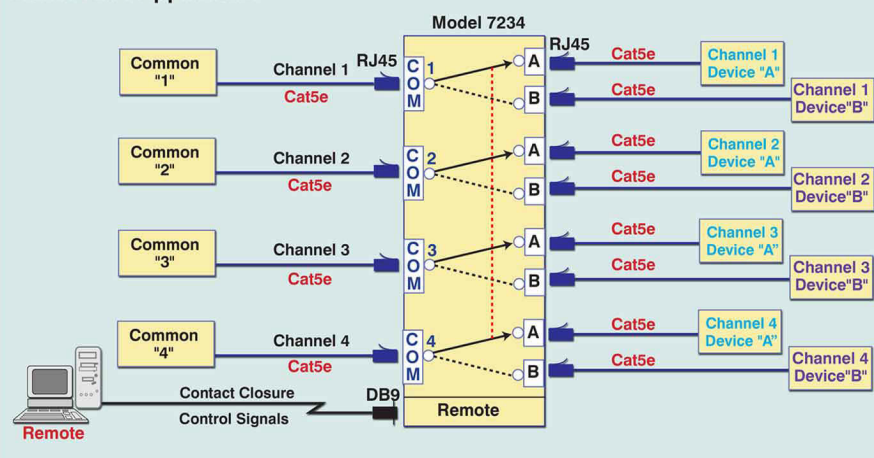 Model 7234
RJ45
RJ45
Common
"1"
Channel 1
Cat5e
C
O
M
1
A
B
Cat5e
Channel 1
Device "A"
Cat5e
Channel 1
Device"B"
Common
"2"
Channel 2
Cat5e
C
O
M
2
A
B
Cat5e
Channel 2
Device "A"
Cat5e
Channel 2
Device"B"
Common
"3"
Channel 3
Cat5e
C
O
M
3
A
B
Cat5e
Channel 3
Device "A"
Cat5e
Channel 3
Device"B"
Common
"4"
Channel 4
Cat5e
C
O
M
4
A
B
Cat5e
Channel 4
Device "A"
Cat5e
Channel 4
Device"B"
Contact Closure
Control Signals
DB9
Remote
Remote